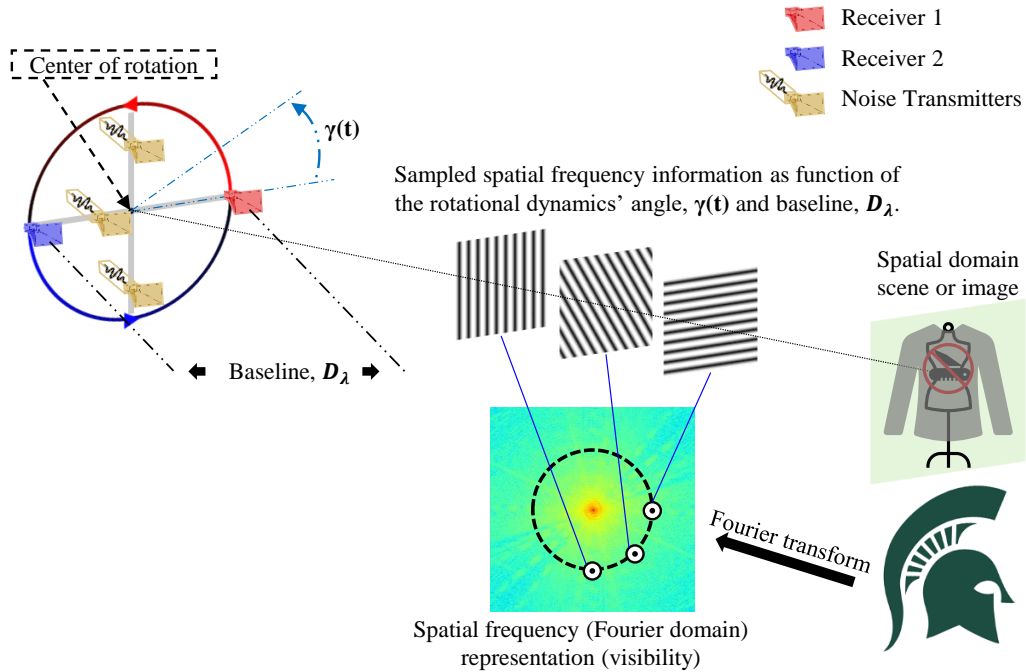 Receiver 1
Receiver 2
Noise Transmitters
Center of rotation
γ(t)
Sampled spatial frequency information as function of
the rotational dynamics’ angle, γ(t) and baseline, D_λ.
Spatial domain
scene or image
Baseline, D_λ
Fourier transform
Spatial frequency (Fourier domain)
representation (visibility)